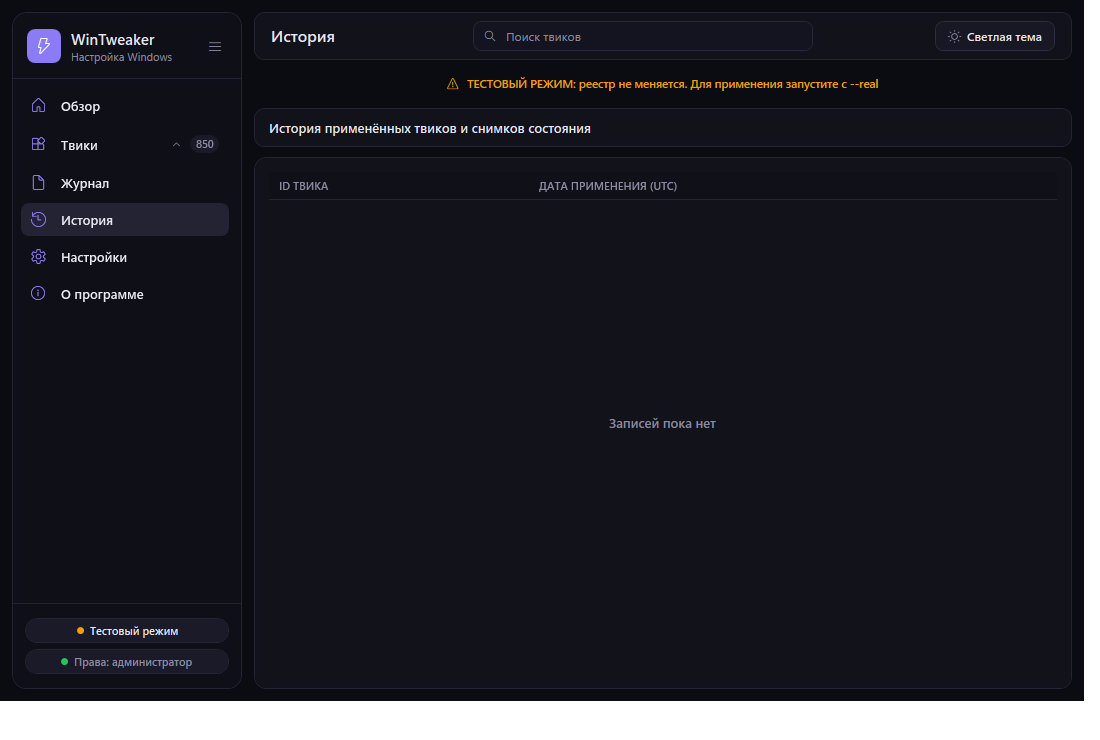 WinTweaker
Настройка Windows
Обзор
Твики 850
Журнал
История
Настройки
О программе
Тестовый режим
Права: администратор
История
Поиск твиков
Светлая тема
ТЕСТОВЫЙ РЕЖИМ: реестр не меняется. Для применения запустите с --real
История применённых твиков и снимков состояния
ID ТВИКА ДАТА ПРИМЕНЕНИЯ (UTC)
Записей пока нет